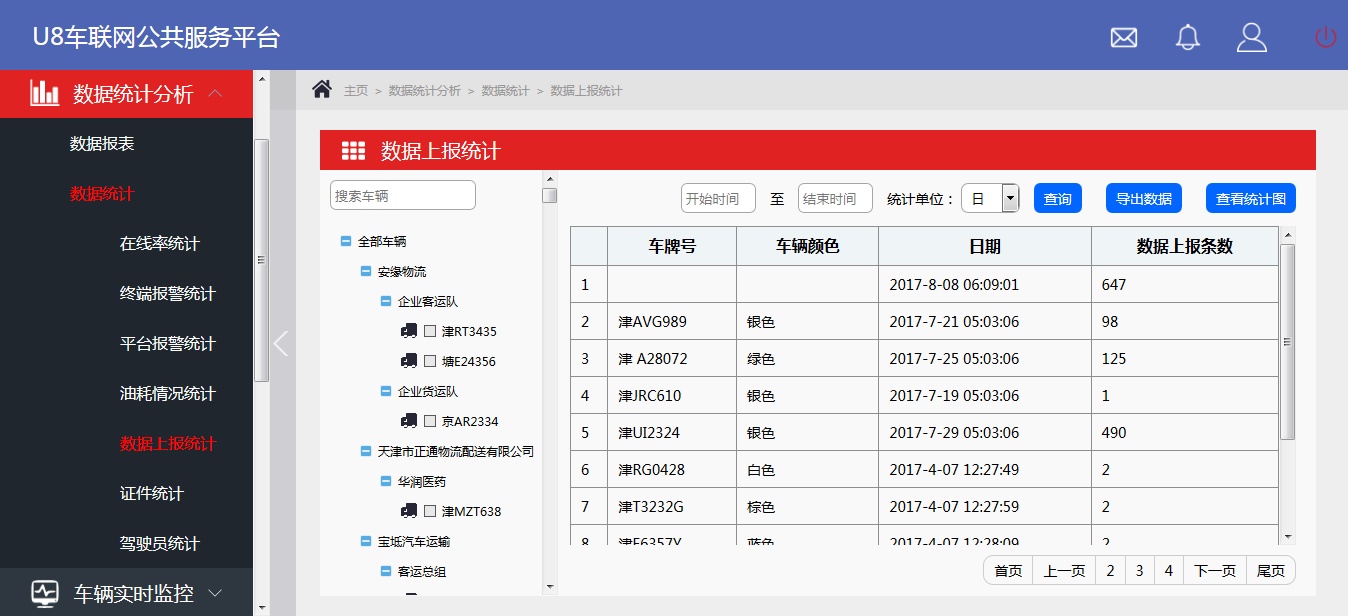 U8车联网公共服务平台
数据统计分析
数据报表
数据统计
在线率统计
终端报警统计
平台报警统计
油耗情况统计
数据上报统计
证件统计
驾驶员统计
车辆实时监控
主页 > 数据统计分析 > 数据统计 > 数据上报统计
数据上报统计
搜索车辆
全部车辆
安缘物流
企业客运队
津RT3435
塘E24356
企业货运队
京AR2334
天津市正通物流配送有限公司
华润医药
津MZT638
宝坻汽车运输
客运总组
开始时间 至 结束时间 统计单位： 日 查询 导出数据 查看统计图
车牌号 车辆颜色 日期 数据上报条数
1 2017-8-08 06:09:01 647
2 津AVG989 银色 2017-7-21 05:03:06 98
3 津 A28072 绿色 2017-7-25 05:03:06 125
4 津JRC610 银色 2017-7-19 05:03:06 1
5 津UI2324 银色 2017-7-29 05:03:06 490
6 津RG0428 白色 2017-4-07 12:27:49 2
7 津T3232G 棕色 2017-4-07 12:27:59 2
8 津F6357Y 蓝色 2017-4-07 12:28:09 2
首页 上一页 2 3 4 下一页 尾页